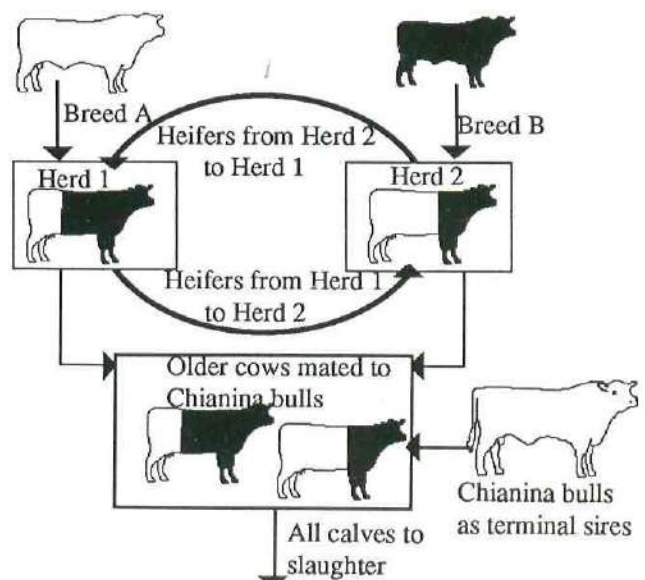 Breed A
Breed B
Heifers from Herd 2
to Herd 1
Herd 1
Herd 2
Heifers from Herd 1
to Herd 2
Older cows mated to
Chianina bulls
Chianina bulls
as terminal sires
All calves to
slaughter